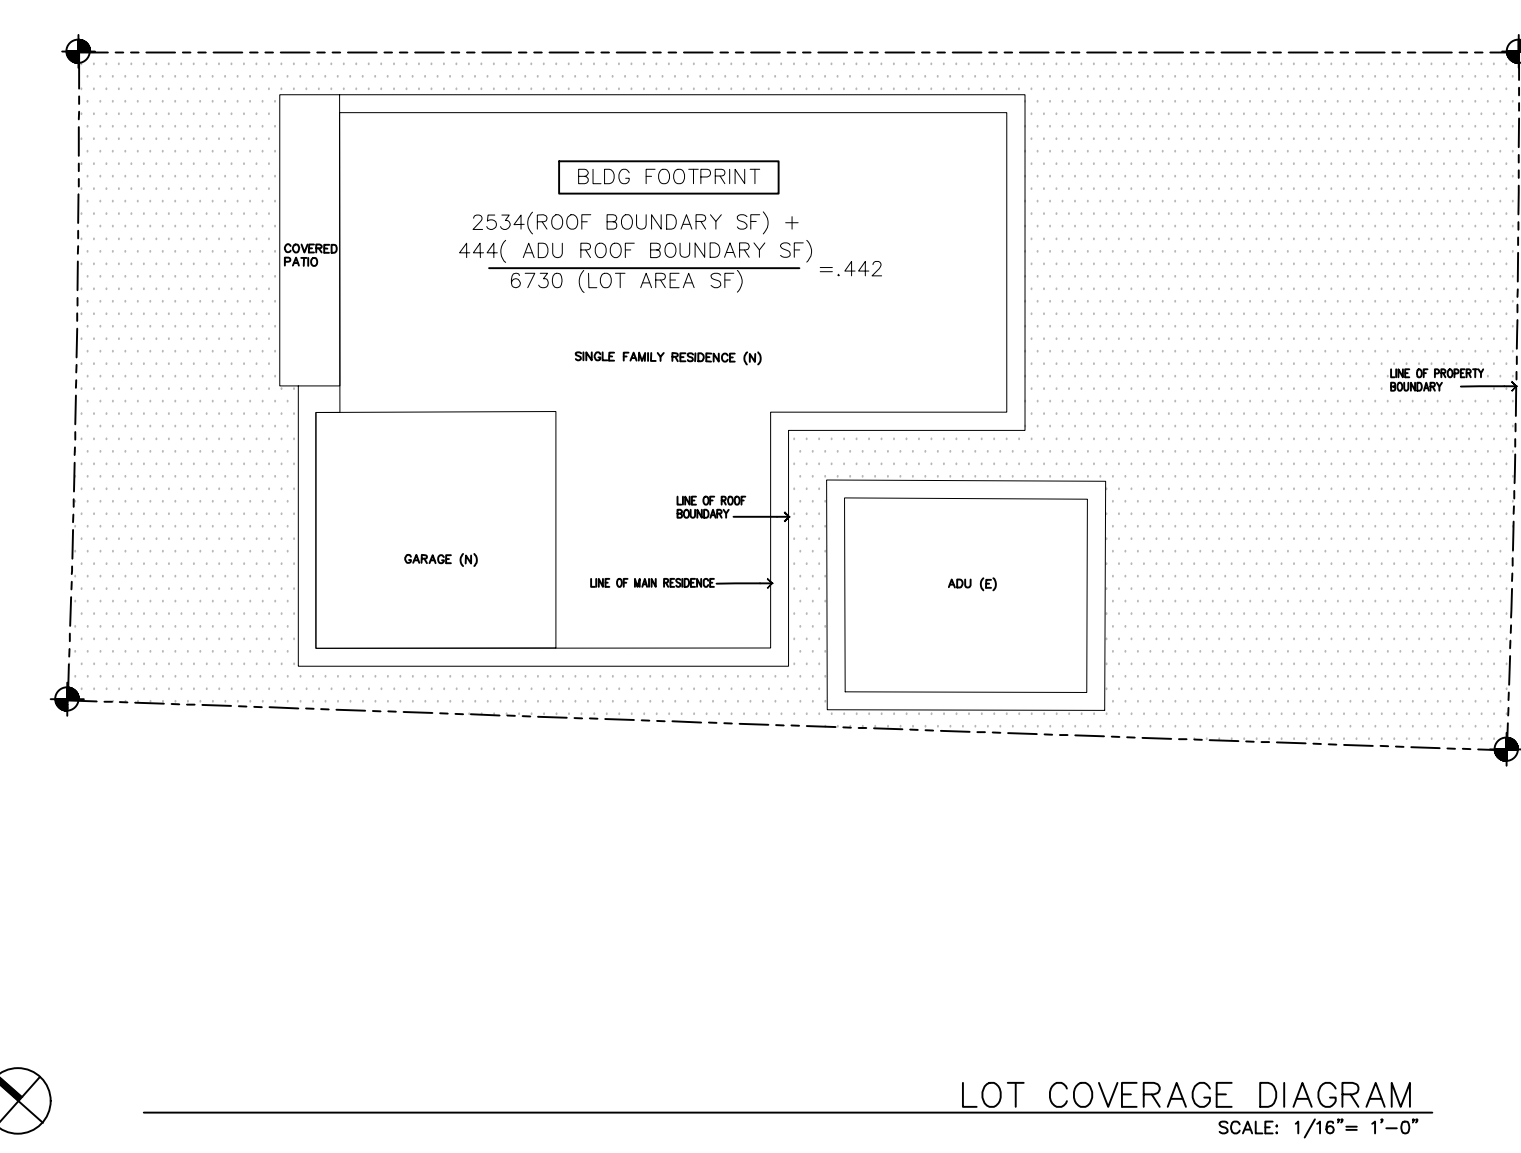 BLDG FOOTPRINT
2534(ROOF BOUNDARY SF) +
444( ADU ROOF BOUNDARY SF)
6730 (LOT AREA SF)
=.442
COVERED
PATIO
SINGLE FAMILY RESIDENCE (N)
LINE OF PROPERTY
BOUNDARY
LINE OF ROOF
BOUNDARY
GARAGE (N)
LINE OF MAIN RESIDENCE
ADU (E)
LOT COVERAGE DIAGRAM
SCALE: 1/16"= 1'-0"